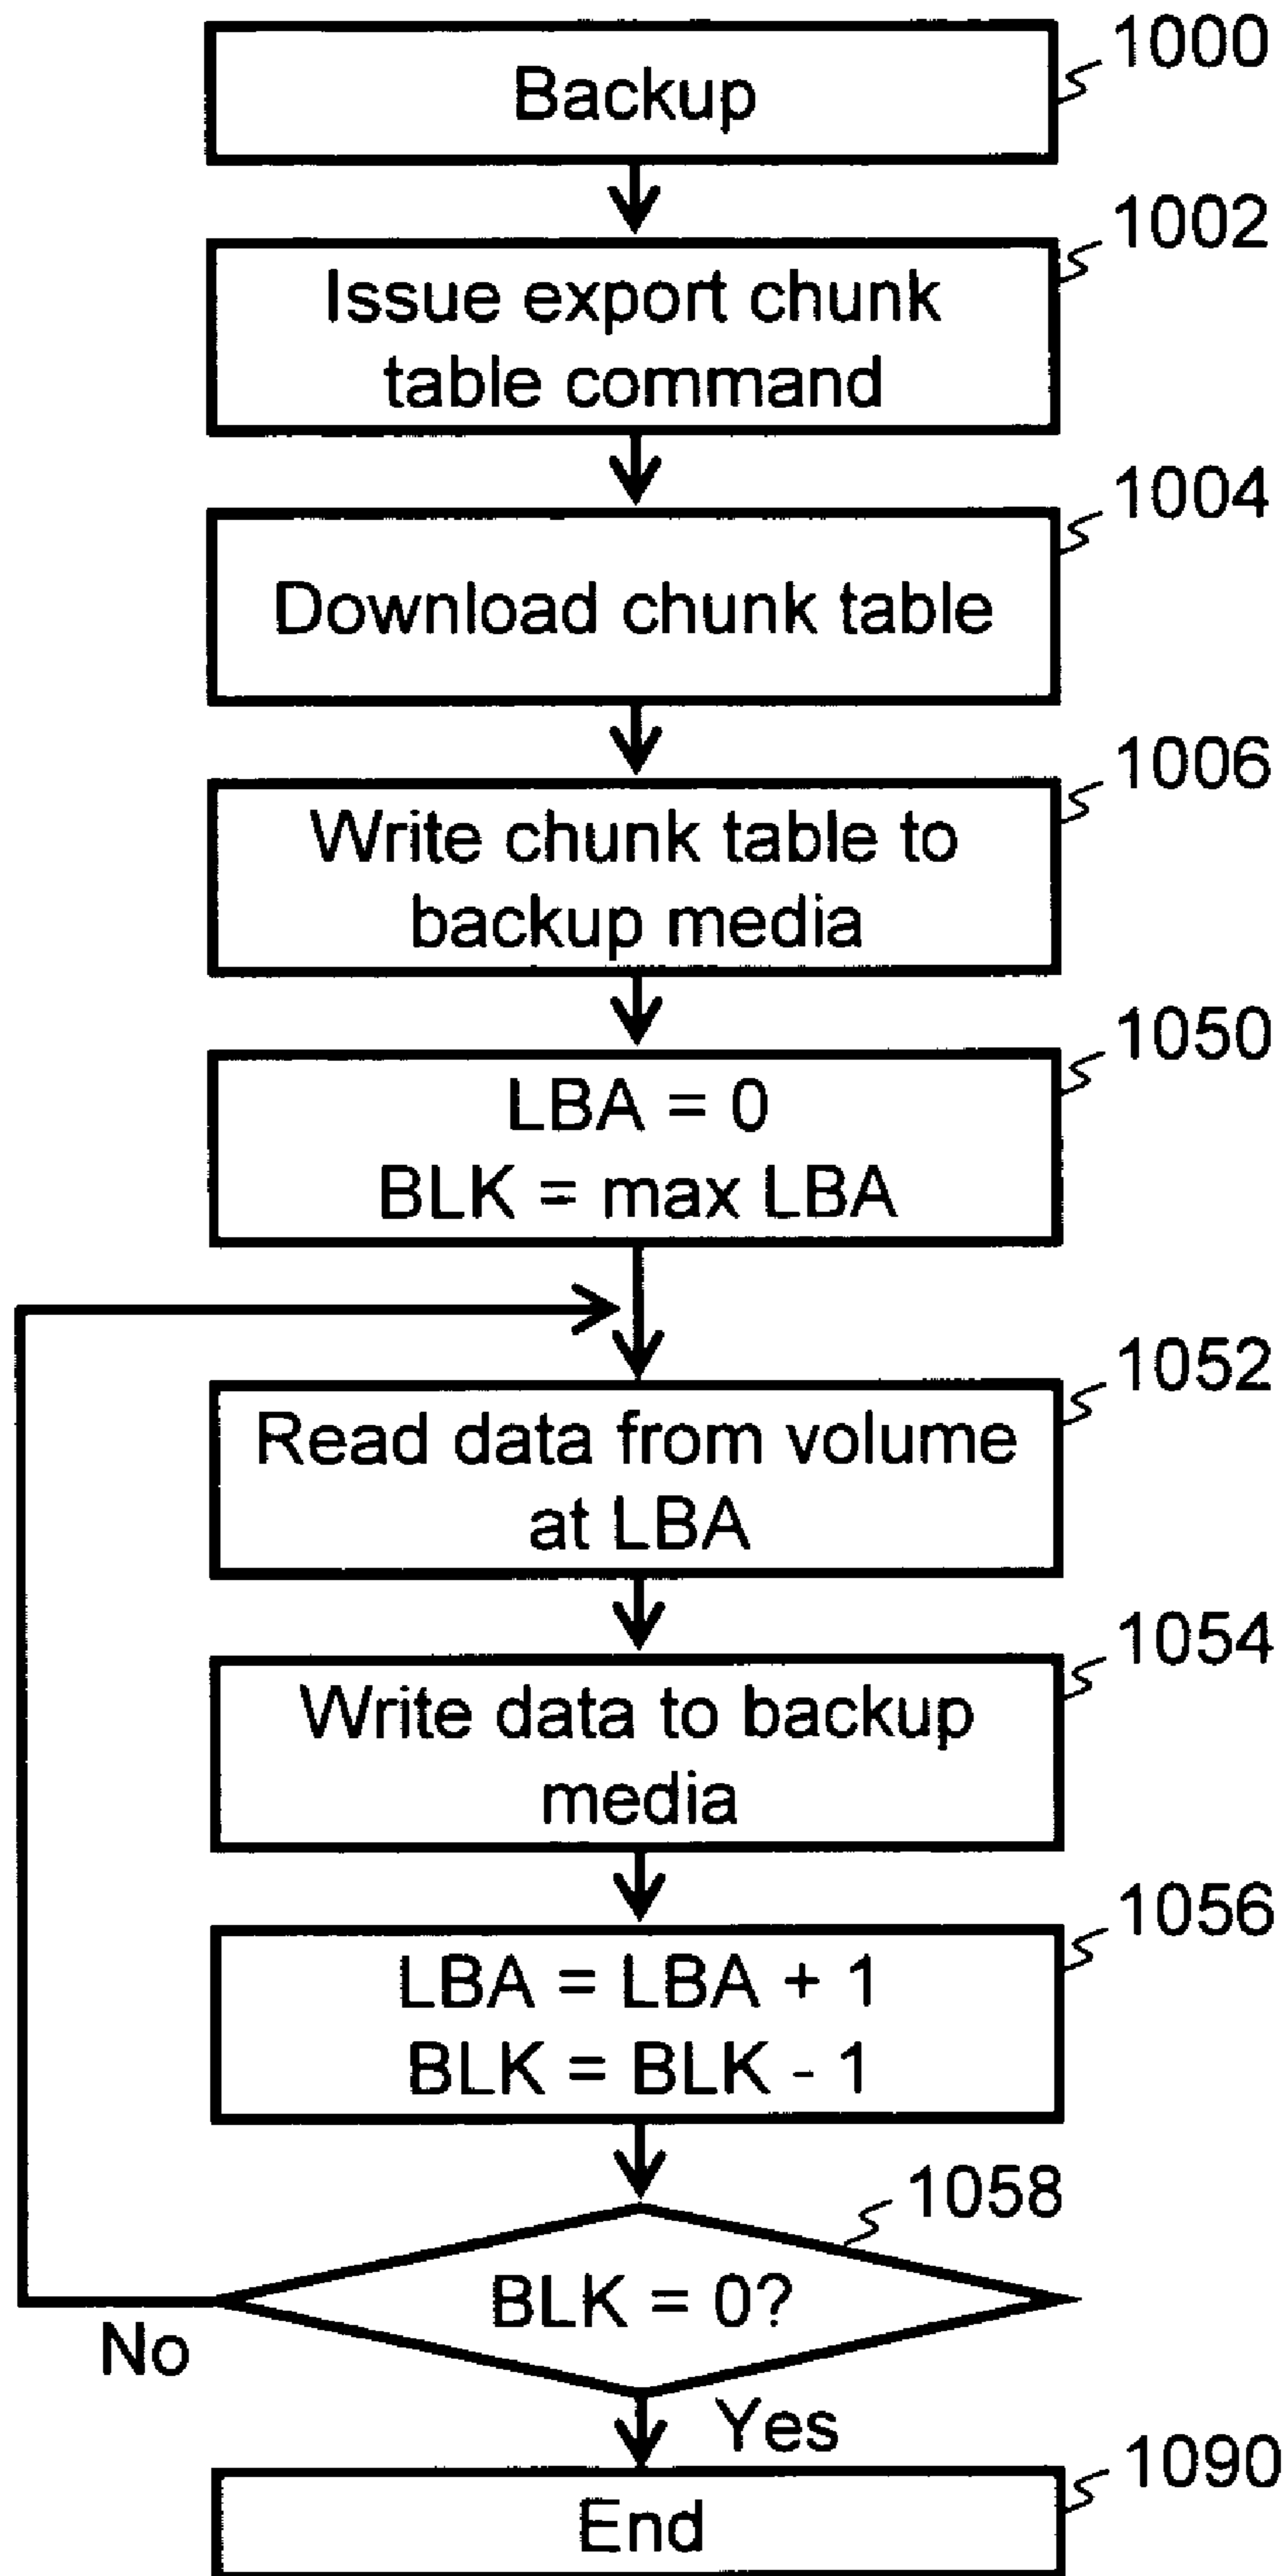 1000
Backup
1002
Issue export chunk
table command
1004
Download chunk table
1006
Write chunk table to
backup media
1050
LBA = 0
BLK = max LBA
1052
Read data from volume
at LBA
1054
Write data to backup
media
1056
LBA = LBA + 1
BLK = BLK - 1
1058
BLK = 0?
No
Yes
1090
End